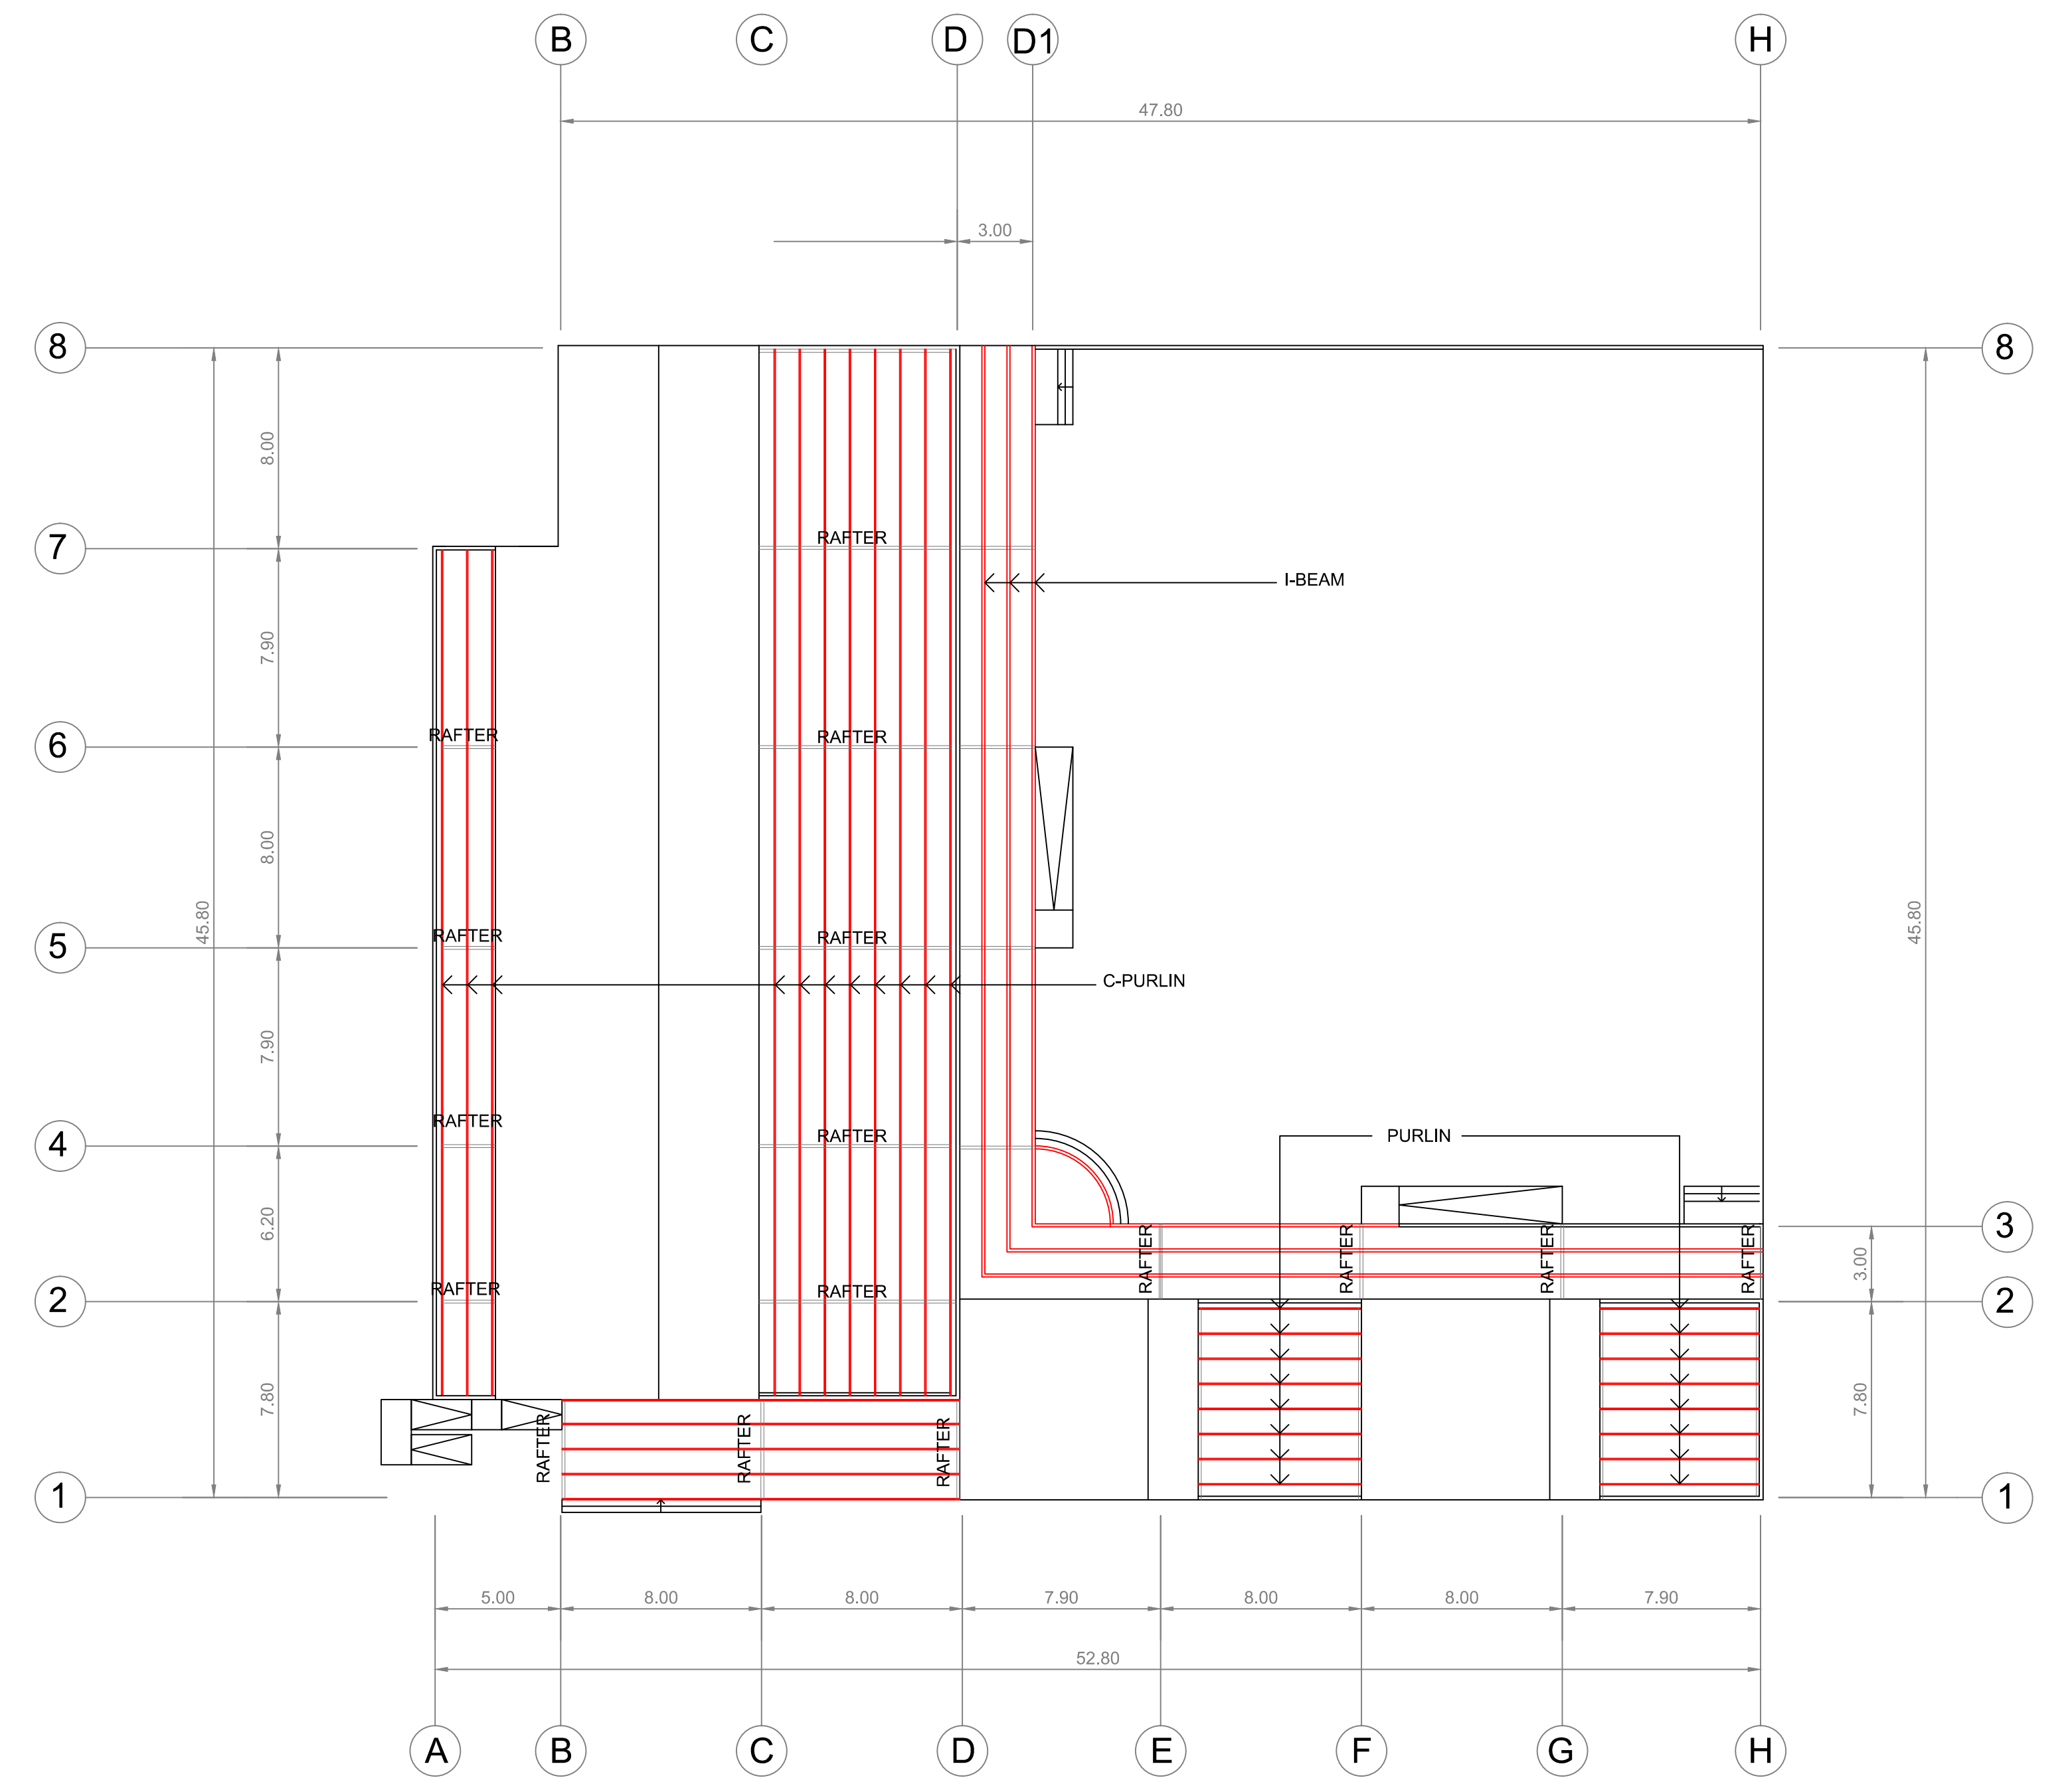 B C D D1 H
47.80
3.00
8 8
8.00
RAFTER
7
I-BEAM
7.90
RAFTER RAFTER
6
8.00
45.80 45.80
RAFTER RAFTER
5
C-PURLIN
7.90
RAFTER RAFTER PURLIN
4
6.20
3
RAFTER RAFTER RAFTER RAFTER
3.00
RAFTER RAFTER
2 2
7.80 7.80
RAFTER RAFTER RAFTER
1 1
5.00 8.00 8.00 7.90 8.00 8.00 7.90
52.80
A B C D E F G H